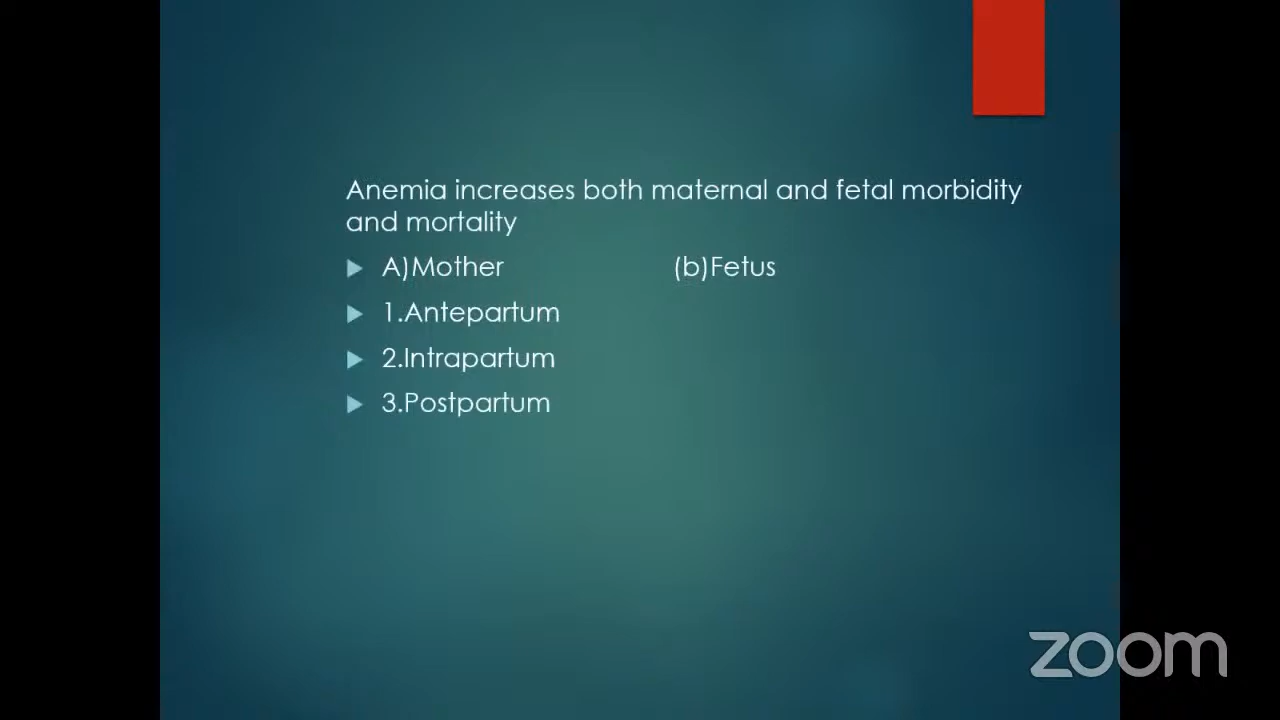 Anemia increases both maternal and fetal morbidity
and mortality
A)Mother (b)Fetus
1.Antepartum
2.Intrapartum
3.Postpartum
zoom